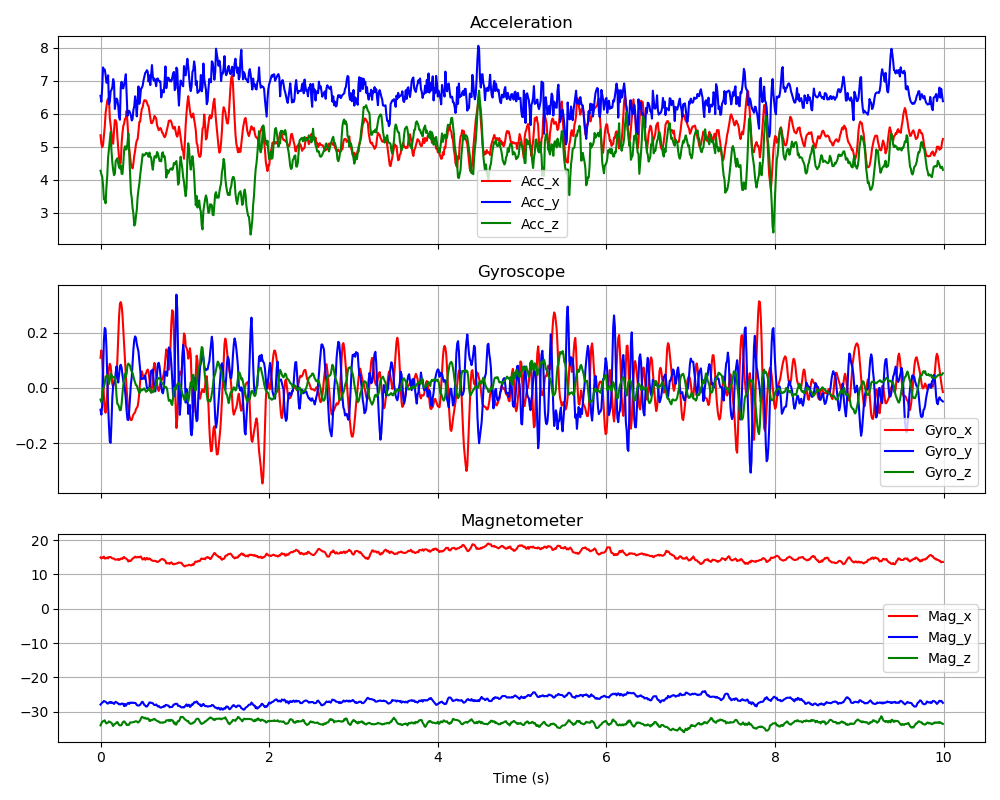 Acceleration
8
7
6
5
4
3
Acc_x
Acc_y
Acc_z
Gyroscope
0.2
0.0
−0.2
Gyro_x
Gyro_y
Gyro_z
Magnetometer
20
10
0
−10
−20
−30
Mag_x
Mag_y
Mag_z
0 2 4 6 8 10
Time (s)